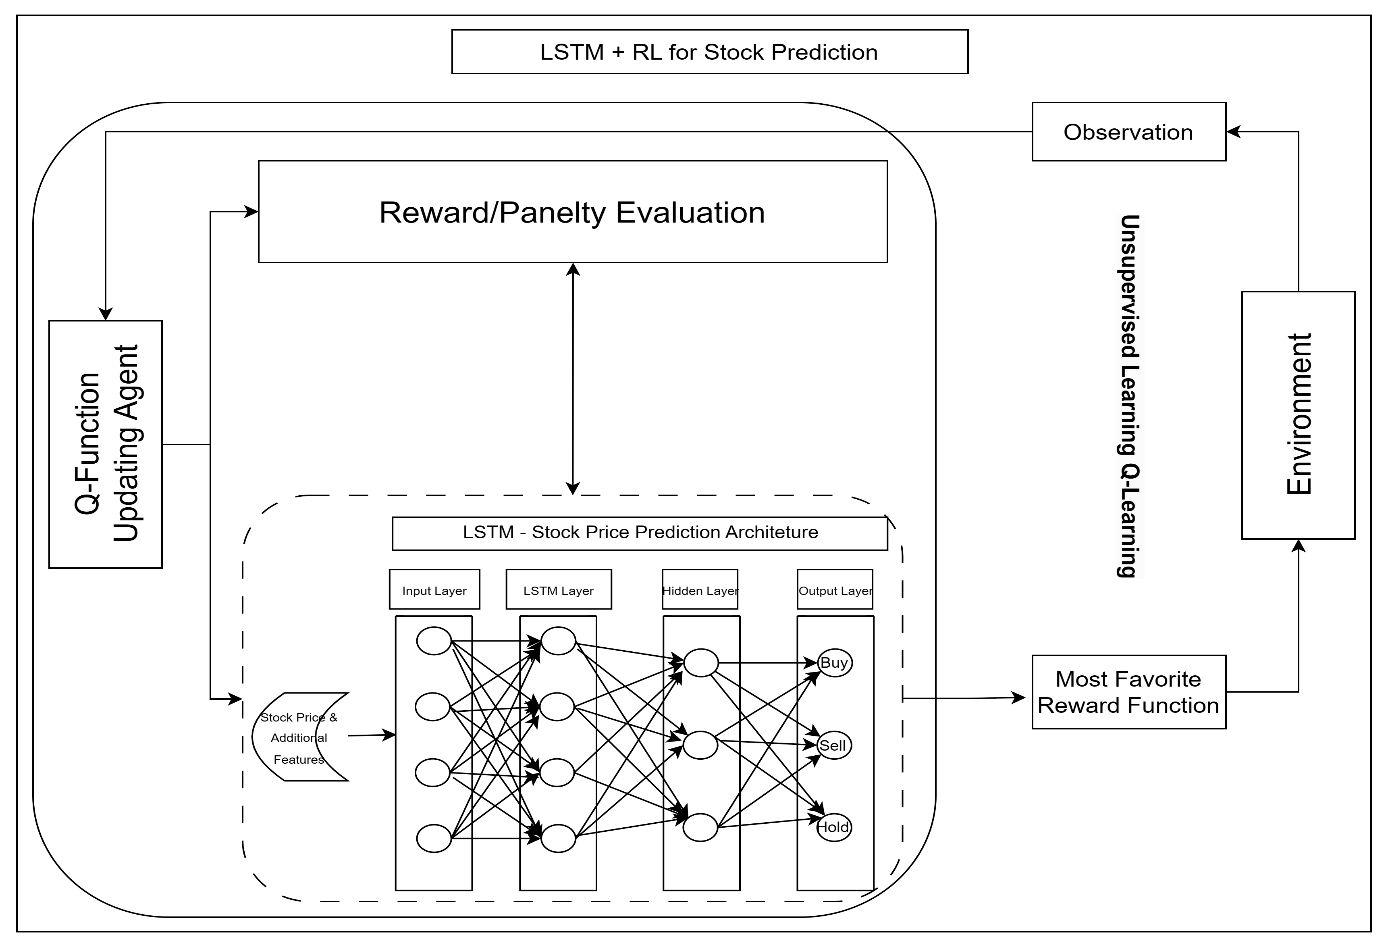 LSTM + RL for Stock Prediction
Observation
Reward/Panelty Evaluation
Unsupervised Learning Q-Learning
Environment
Q-Function
Updating Agent
LSTM - Stock Price Prediction Architeture
Input Layer
LSTM Layer
Hidden Layer
Output Layer
Buy
Sell
Hold
Stock Price &
Additional
Features
Most Favorite
Reward Function